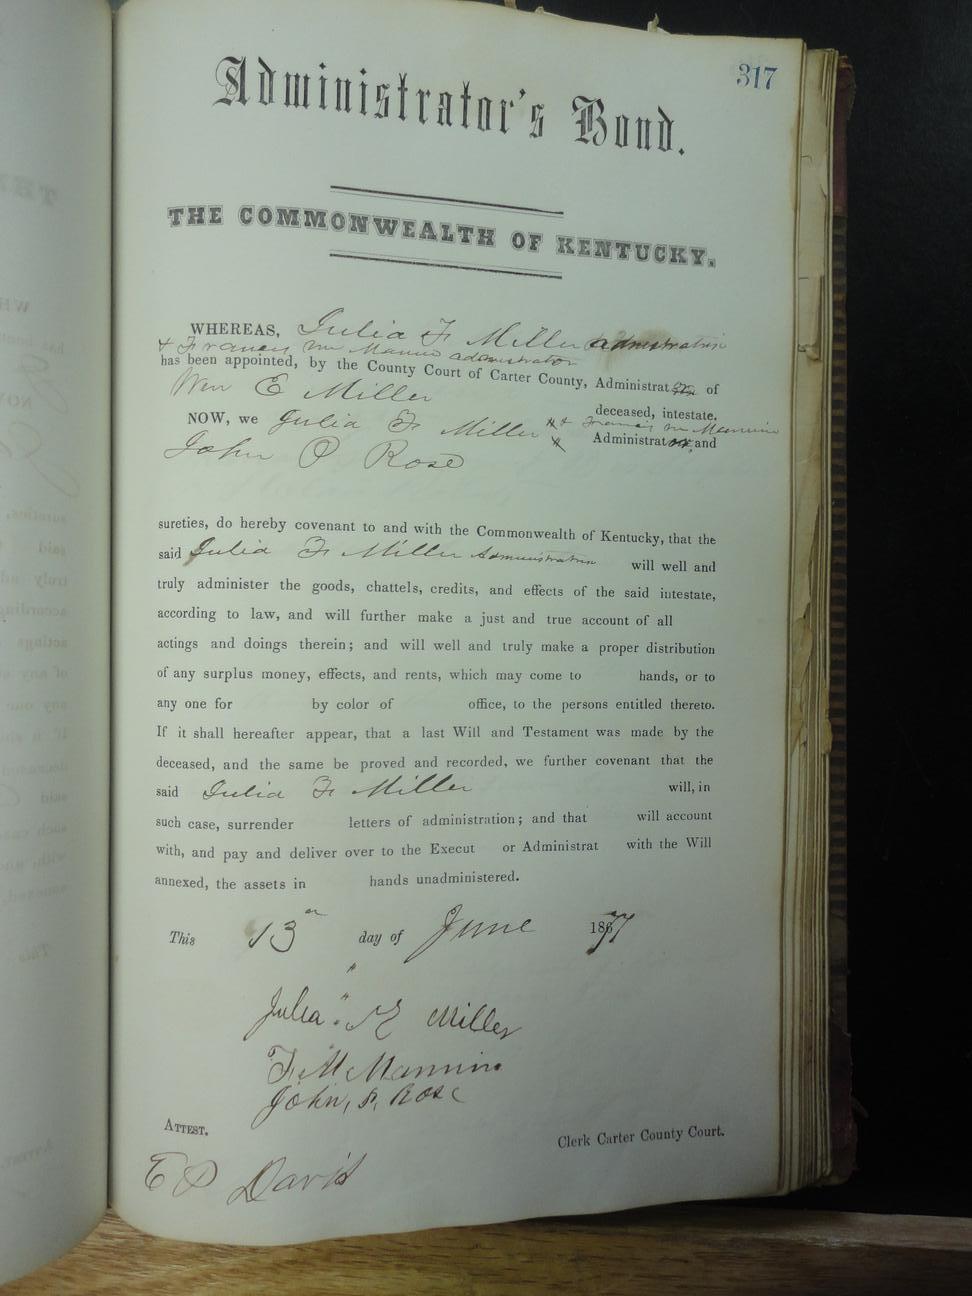 317
Administrator's Bond.
THE COMMONWEALTH OF KENTUCKY.
WHEREAS, Julia F Miller admstratrix
& Francis M Mannin admnistrator
has been appointed, by the County Court of Carter County, Administrat of
Wm E Miller
deceased, intestate.
NOW, we Julia F Miller & Francis M Mannin
John P Rose Administrat and
sureties, do hereby covenant to and with the Commonwealth of Kentucky, that the
said Julia F Miller Administratrix will well and
truly administer the goods, chattels, credits, and effects of the said intestate,
according to law, and will further make a just and true account of all
actings and doings therein; and will well and truly make a proper distribution
of any surplus money, effects, and rents, which may come to hands, or to
any one for by color of office, to the persons entitled thereto.
If it shall hereafter appear, that a last Will and Testament was made by the
deceased, and the same be proved and recorded, we further covenant that the
said Julia F Miller will, in
such case, surrender letters of administration; and that will account
with, and pay and deliver over to the Execut or Administrat with the Will
annexed, the assets in hands unadministered.
This 13 day of June 1877
Julia F Miller
F. M Mannin
John, P, Rose
ATTEST.
Clerk Carter County Court.
E P Davis